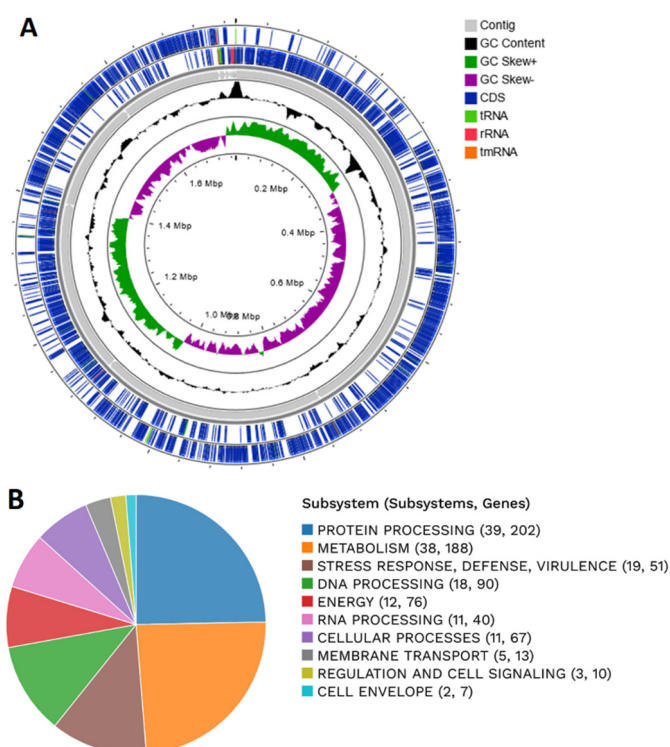 A
Contig
GC Content
GC Skew+
GC Skew-
CDS
tRNA
rRNA
tmRNA
1.6 Mbp
0.2 Mbp
1.4 Mbp
0.4 Mbp
1.2 Mbp
0.6 Mbp
1.0 Mbp
0.8 Mbp
B
Subsystem (Subsystems, Genes)
PROTEIN PROCESSING (39, 202)
METABOLISM (38, 188)
STRESS RESPONSE, DEFENSE, VIRULENCE (19, 51)
DNA PROCESSING (18, 90)
ENERGY (12, 76)
RNA PROCESSING (11, 40)
CELLULAR PROCESSES (11, 67)
MEMBRANE TRANSPORT (5, 13)
REGULATION AND CELL SIGNALING (3, 10)
CELL ENVELOPE (2, 7)